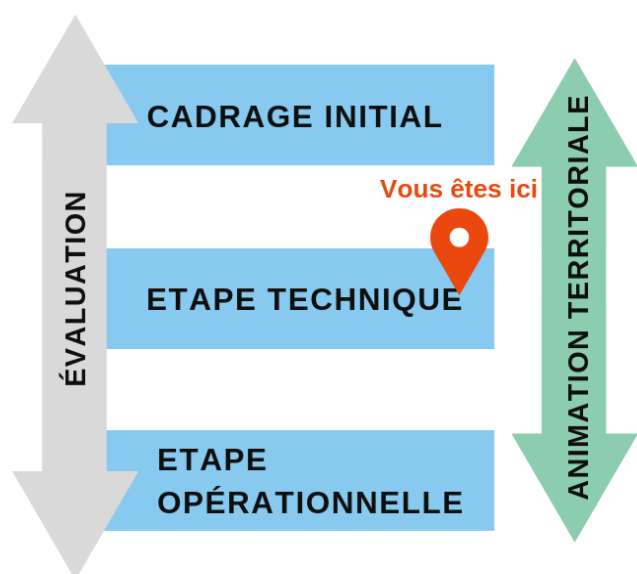 CADRAGE INITIAL
Vous êtes ici
ETAPE TECHNIQUE
ETAPE
OPÉRATIONNELLE
ÉVALUATION
ANIMATION TERRITORIALE